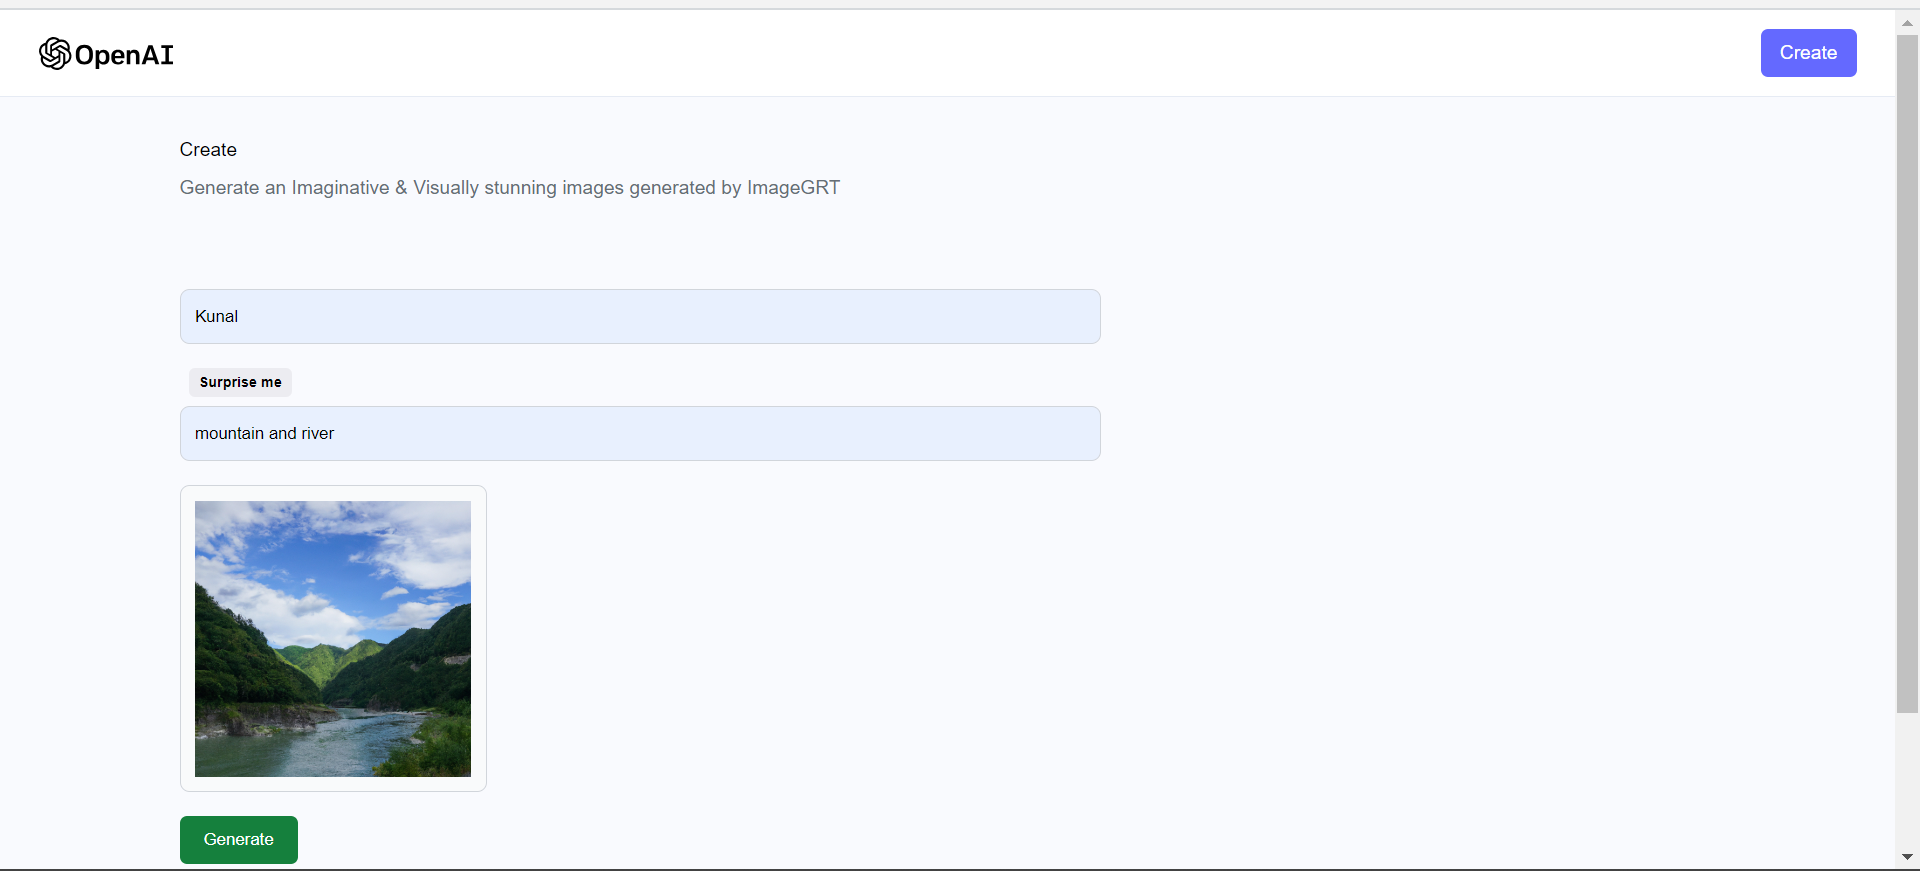 OpenAI
Create
Create
Generate an Imaginative & Visually stunning images generated by ImageGRT
Kunal
Surprise me
mountain and river
Generate